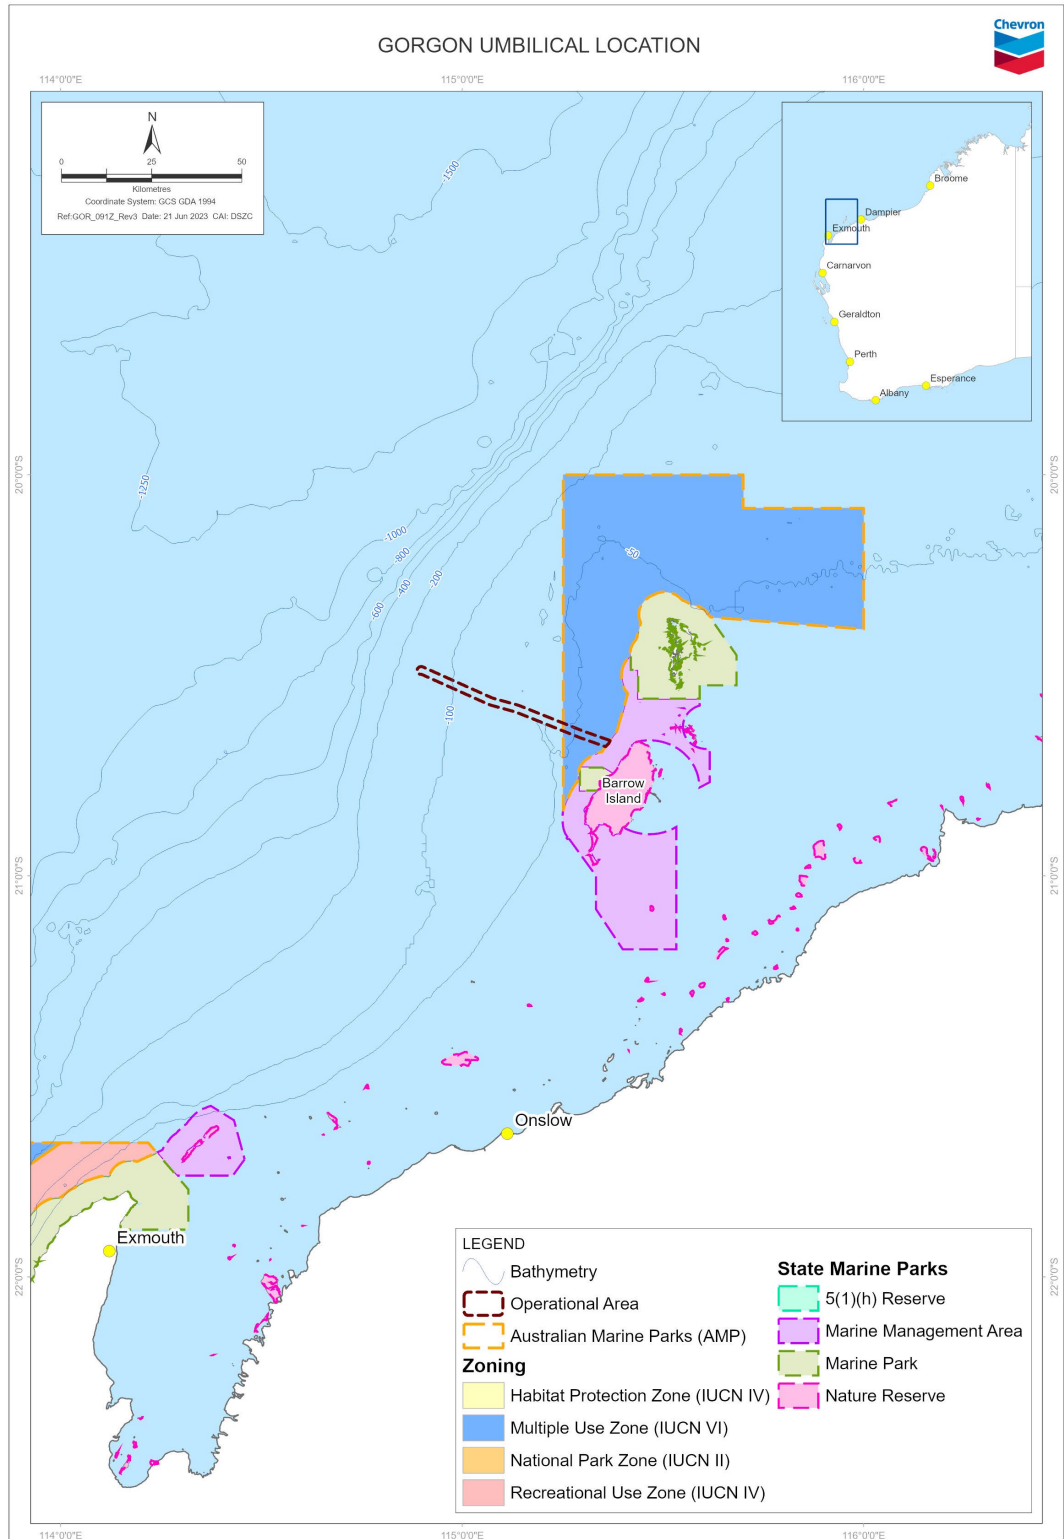 Chevron
GORGON UMBILICAL LOCATION
114°0'0"E
115°0'0"E
116°0'0"E
N
0
25
50
Kilometres
Coordinate System: GCS GDA 1994
Ref:GOR_091Z_Rev3 Date: 21 Jun 2023 CAI: DSZC
-1500
Broome
Dampier
Exmouth
Carnarvon
Geraldton
Perth
Esperance
Albany
20°0'0"S
20°0'0"S
-1250
-1000
-800
-600
-400
-200
-50
-100
Barrow
Island
21°0'0"S
21°0'0"S
Onslow
Exmouth
22°0'0"S
22°0'0"S
LEGEND
Bathymetry
Operational Area
Australian Marine Parks (AMP)
Zoning
Habitat Protection Zone (IUCN IV)
Multiple Use Zone (IUCN VI)
National Park Zone (IUCN II)
Recreational Use Zone (IUCN IV)
State Marine Parks
5(1)(h) Reserve
Marine Management Area
Marine Park
Nature Reserve
114°0'0"E
115°0'0"E
116°0'0"E